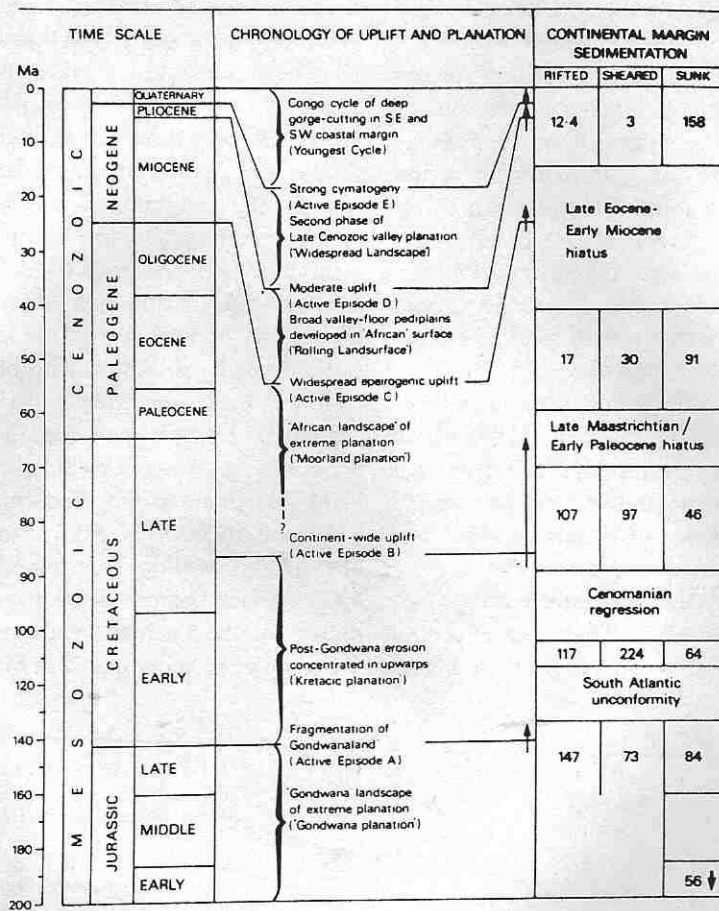 TIME SCALE
CHRONOLOGY OF UPLIFT AND PLANATION
CONTINENTAL MARGIN
SEDIMENTATION
RIFTED
SHEARED
SUNK
Ma
0
10
20
30
40
50
60
70
80
90
100
120
140
160
180
200
CENOZOIC
MESOZOIC
NEOGENE
PALEOGENE
CRETACEOUS
JURASSIC
QUATERNARY
PLIOCENE
MIOCENE
OLIGOCENE
EOCENE
PALEOCENE
LATE
EARLY
LATE
MIDDLE
EARLY
Congo cycle of deep
gorge-cutting in S E and
SW coastal margin
(Youngest Cycle)
Strong cymatogeny
(Active Episode E)
Second phase of
Late Cenozoic valley planation
('Widespread Landscape')
Moderate uplift
(Active Episode D)
Broad valley-floor pediplains
developed in 'African' surface
('Rolling Landsurface')
Widespread epeirogenic uplift
(Active Episode C)
'African landscape' of
extreme planation
('Moorland planation')
?
Continent-wide uplift
(Active Episode B)
Post-Gondwana erosion
concentrated in upwarps
('Kretacic planation')
Fragmentation of
Gondwanaland'
(Active Episode A)
'Gondwana landscape
of extreme planation
('Gondwana planation')
12·4
3
158
Late Eocene-
Early Miocene
hiatus
17
30
91
Late Maastrichtian /
Early Paleocene hiatus
107
97
46
Cenomanian
regression
117
224
64
South Atlantic
unconformity
147
73
84
56